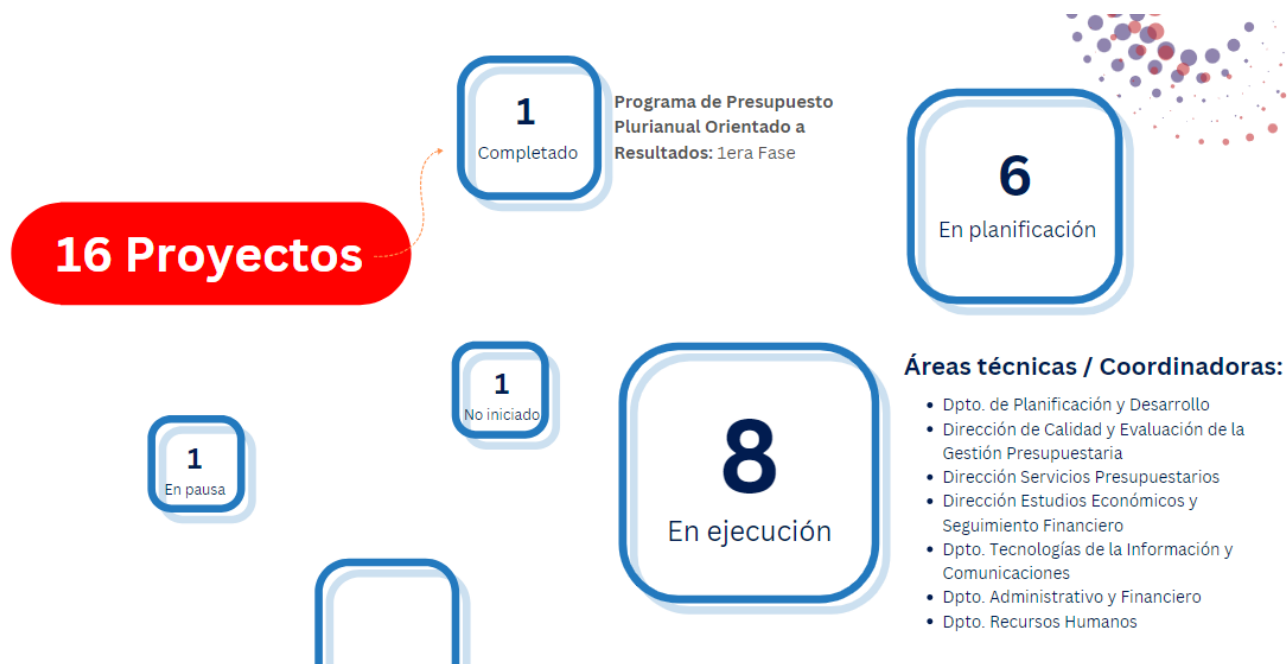 16 Proyectos
1
Completado
Programa de Presupuesto
Plurianual Orientado a
Resultados: 1era Fase
6
En planificación
1
No iniciado
1
En pausa
8
En ejecución
Áreas técnicas / Coordinadoras:
• Dpto. de Planificación y Desarrollo
• Dirección de Calidad y Evaluación de la
Gestión Presupuestaria
• Dirección Servicios Presupuestarios
• Dirección Estudios Económicos y
Seguimiento Financiero
• Dpto. Tecnologías de la Información y
Comunicaciones
• Dpto. Administrativo y Financiero
• Dpto. Recursos Humanos